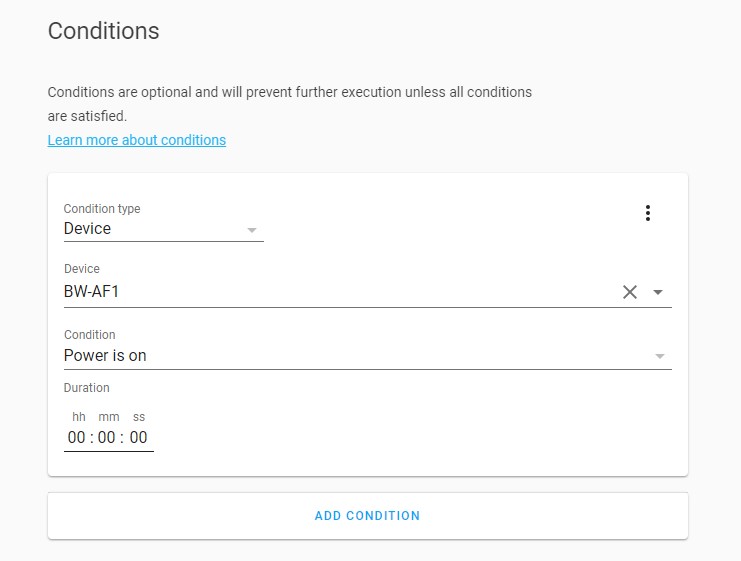 Conditions
Conditions are optional and will prevent further execution unless all conditions
are satisfied.
Learn more about conditions
Condition type
Device
Device
BW-AF1
Condition
Power is on
Duration
hh mm ss
00 : 00 : 00
ADD CONDITION